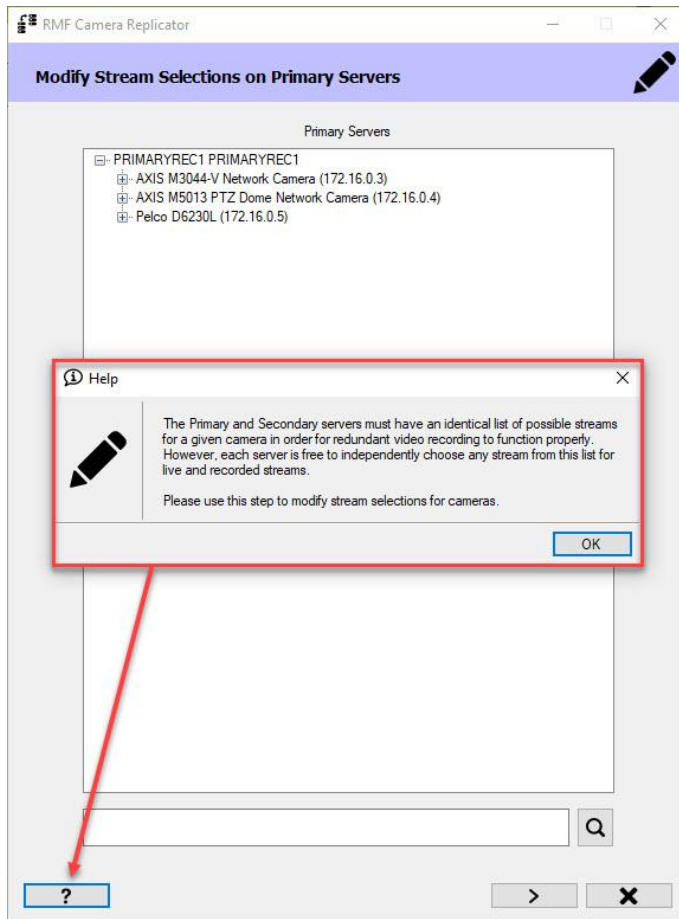 RMF Camera Replicator
Modify Stream Selections on Primary Servers
Primary Servers
PRIMARYREC1 PRIMARYREC1
AXIS M3044-V Network Camera (172.16.0.3)
AXIS M5013 PTZ Dome Network Camera (172.16.0.4)
Pelco D6230L (172.16.0.5)
Help
The Primary and Secondary servers must have an identical list of possible streams
for a given camera in order for redundant video recording to function properly.
However, each server is free to independently choose any stream from this list for
live and recorded streams.
Please use this step to modify stream selections for cameras.
OK
?
>